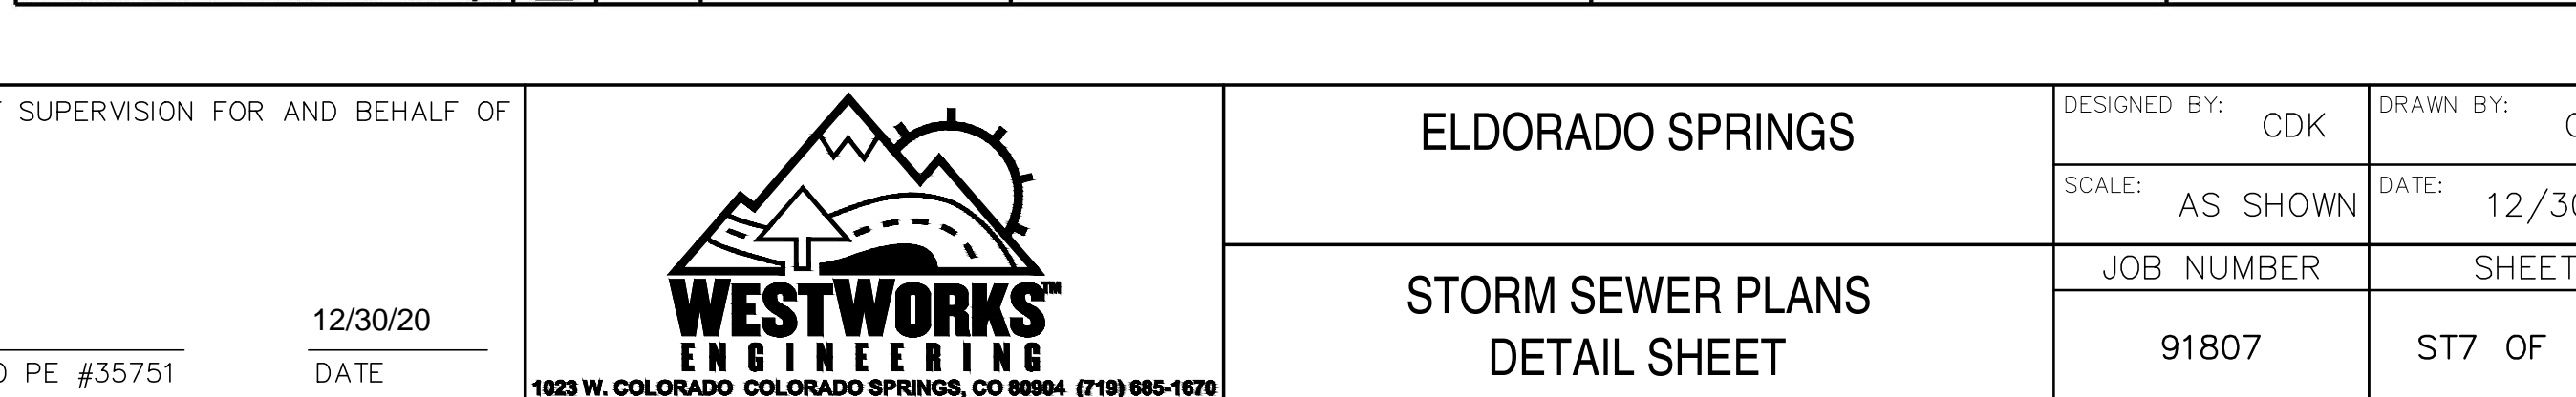 SUPERVISION FOR AND BEHALF OF
12/30/20
PE #35751 DATE
WESTWORKS™
ENGINEERING
1023 W. COLORADO COLORADO SPRINGS, CO 80904 (719) 685-1670
ELDORADO SPRINGS
STORM SEWER PLANS
DETAIL SHEET
DESIGNED BY: CDK
DRAWN BY:
SCALE: AS SHOWN
DATE: 12/30
JOB NUMBER
91807
SHEET
ST7 OF